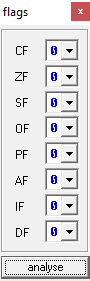 flags x
CF 0
ZF 0
SF 0
OF 0
PF 0
AF 0
IF 0
DF 0
analyse